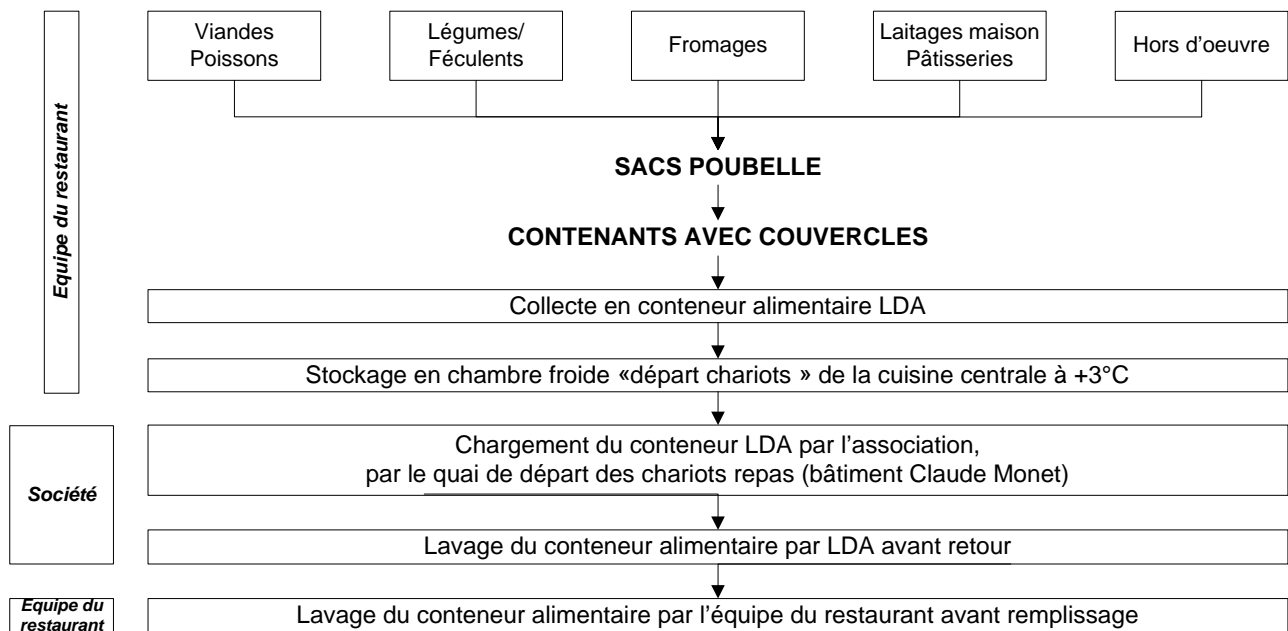 Viandes
Poissons
Légumes/
Féculents
Fromages
Laitages maison
Pâtisseries
Hors d'oeuvre
Equipe du restaurant
SACS POUBELLE
CONTENANTS AVEC COUVERCLES
Collecte en conteneur alimentaire LDA
Stockage en chambre froide «départ chariots » de la cuisine centrale à +3°C
Société
Chargement du conteneur LDA par l'association,
par le quai de départ des chariots repas (bâtiment Claude Monet)
Lavage du conteneur alimentaire par LDA avant retour
Equipe du
restaurant
Lavage du conteneur alimentaire par l'équipe du restaurant avant remplissage